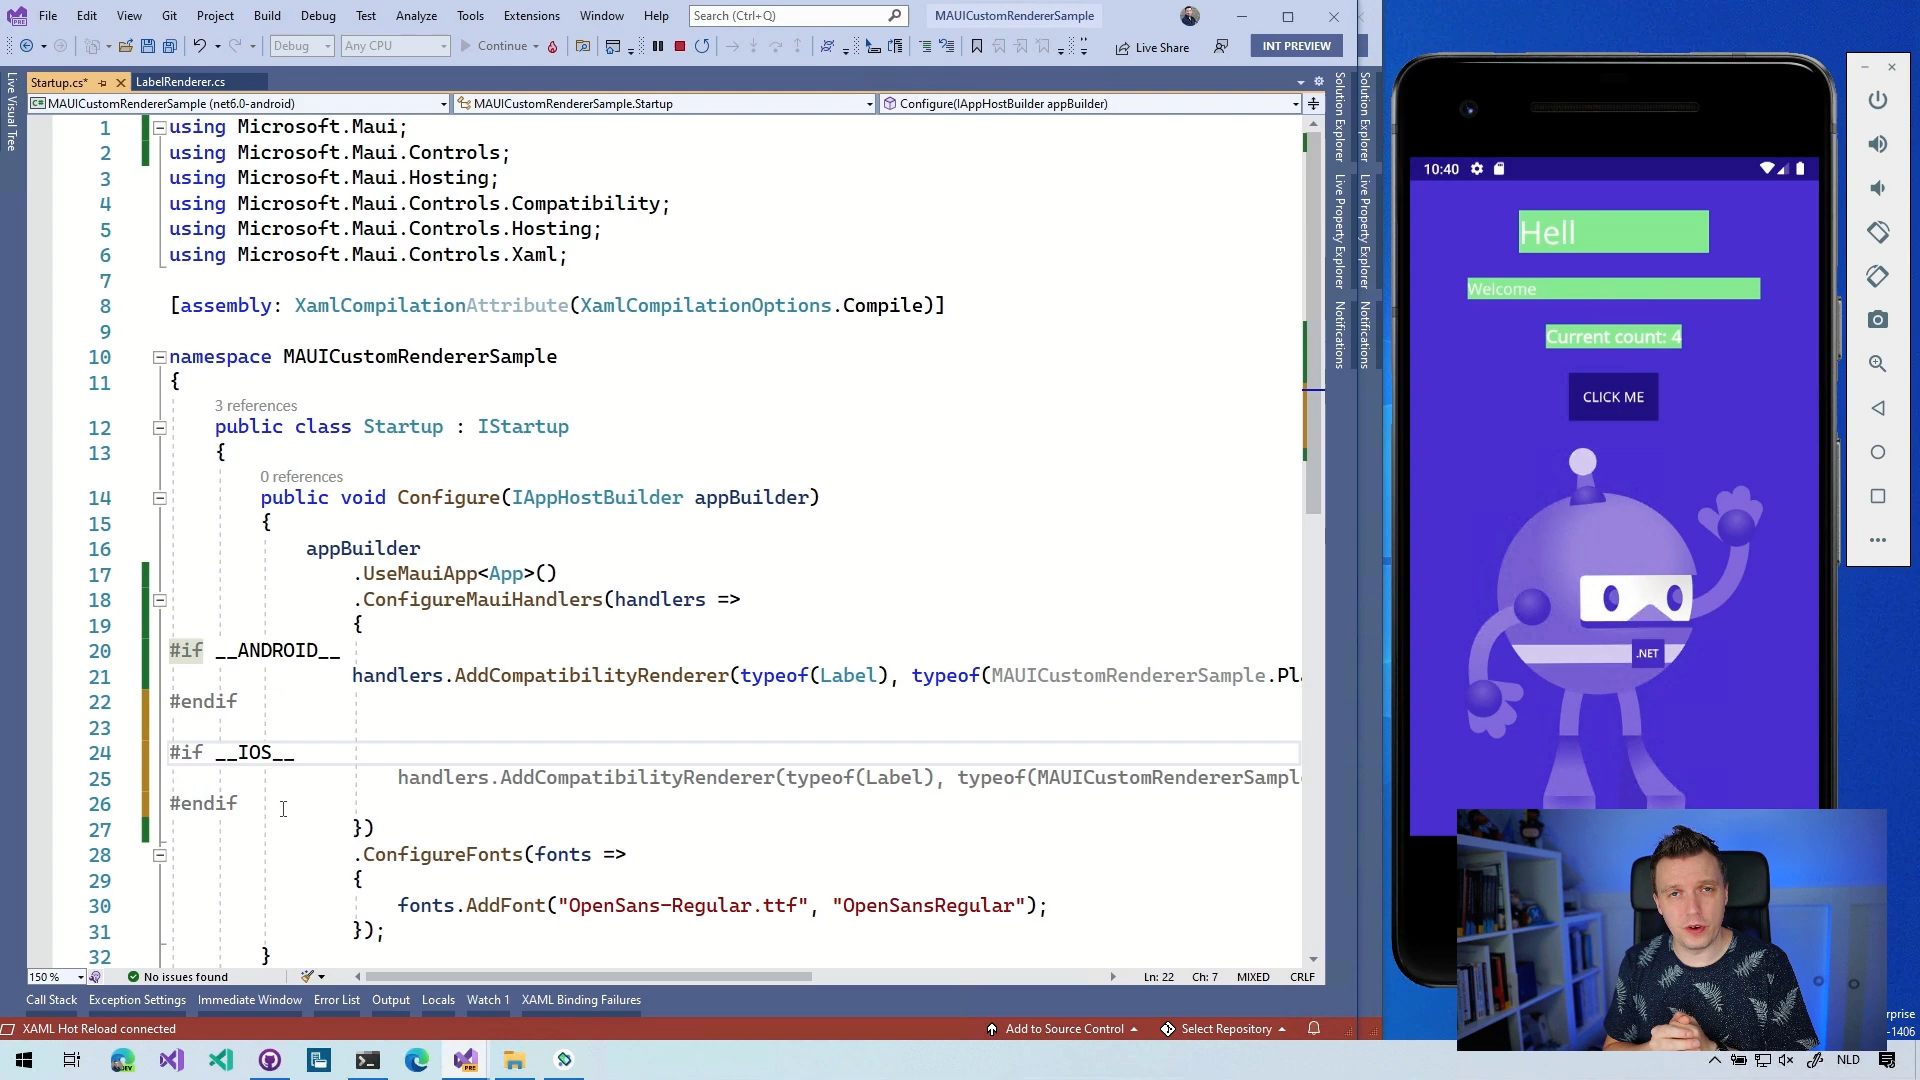 File Edit View Git Project Build Debug Test Analyze Tools Extensions Window Help Search (Ctrl+Q) MAUICustomRendererSample
Debug Any CPU Continue Live Share INT PREVIEW
Startup.cs* LabelRenderer.cs
MAUICustomRendererSample (net6.0-android) MAUICustomRendererSample.Startup Configure(IAppHostBuilder appBuilder)
Live Visual Tree
1 using Microsoft.Maui;
2 using Microsoft.Maui.Controls;
3 using Microsoft.Maui.Hosting;
4 using Microsoft.Maui.Controls.Compatibility;
5 using Microsoft.Maui.Controls.Hosting;
6 using Microsoft.Maui.Controls.Xaml;
7
8 [assembly: XamlCompilationAttribute(XamlCompilationOptions.Compile)]
9
10 namespace MAUICustomRendererSample
11 {
3 references
12 public class Startup : IStartup
13 {
0 references
14 public void Configure(IAppHostBuilder appBuilder)
15 {
16 appBuilder
17 .UseMauiApp<App>()
18 .ConfigureMauiHandlers(handlers =>
19 {
20 #if __ANDROID__
21 handlers.AddCompatibilityRenderer(typeof(Label), typeof(MAUICustomRendererSample.Pl
22 #endif
23
24 #if __IOS__
25 handlers.AddCompatibilityRenderer(typeof(Label), typeof(MAUICustomRendererSampl
26 #endif
27 })
28 .ConfigureFonts(fonts =>
29 {
30 fonts.AddFont("OpenSans-Regular.ttf", "OpenSansRegular");
31 });
32 }
Solution Explorer Live Property Explorer Notifications
Solution Explorer Live Property Explorer Notifications
150 % No issues found Ln: 22 Ch: 7 MIXED CRLF
Call Stack Exception Settings Immediate Window Error List Output Locals Watch 1 XAML Binding Failures
XAML Hot Reload connected Add to Source Control Select Repository
10:40
Hell
Welcome
Current count: 4
CLICK ME
.NET
rprise
-1406
DEV PRE NLD